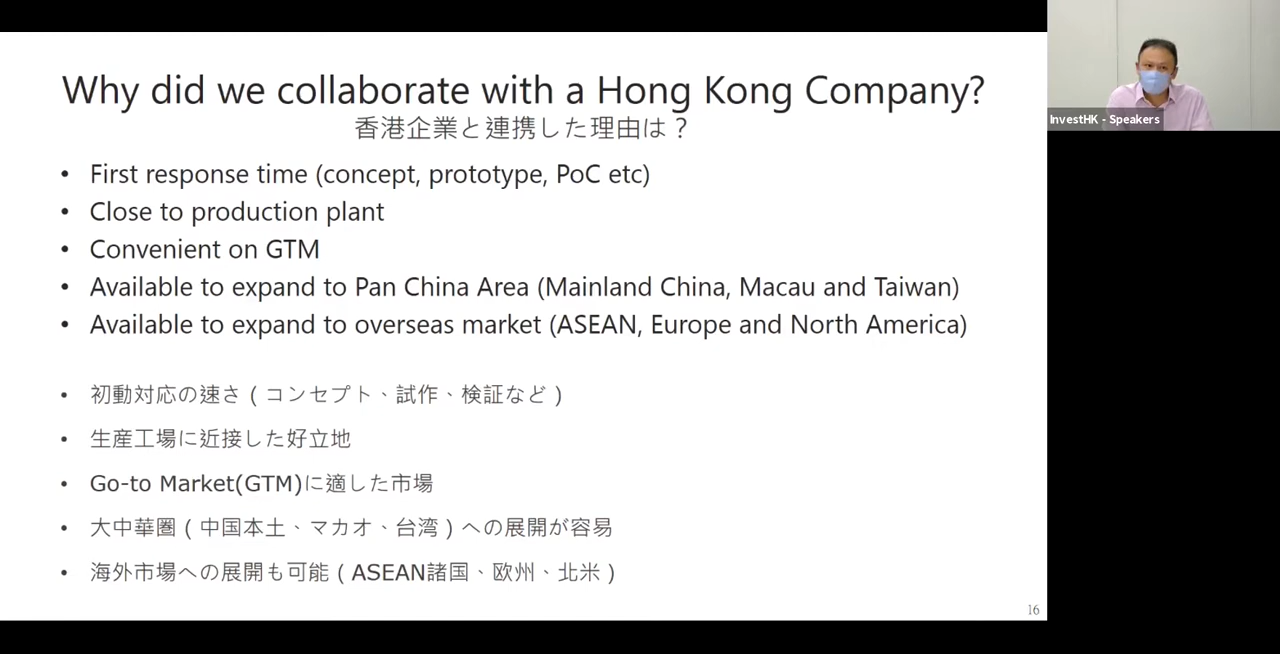 Why did we collaborate with a Hong Kong Company?
香港企業と連携した理由は？
• First response time (concept, prototype, PoC etc)
• Close to production plant
• Convenient on GTM
• Available to expand to Pan China Area (Mainland China, Macau and Taiwan)
• Available to expand to overseas market (ASEAN, Europe and North America)
• 初動対応の速さ ( コンセプト、試作、検証など )
• 生産工場に近接した好立地
• Go-to Market(GTM)に適した市場
• 大中華圏 ( 中国本土、マカオ、台湾 ) への展開が容易
• 海外市場への展開も可能 ( ASEAN諸国、欧州、北米 )
16
InvestHK - Speakers